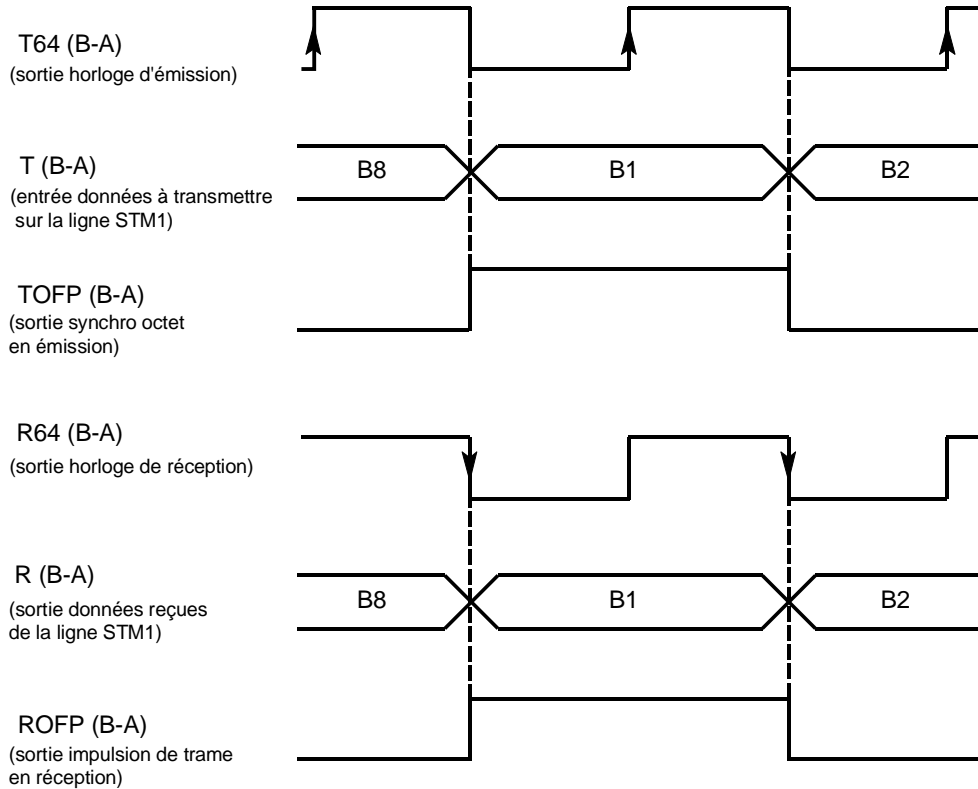 T64 (B-A)
(sortie horloge d'émission)
T (B-A)
B8
B1
B2
(entrée données à transmettre
sur la ligne STM1)
TOFP (B-A)
(sortie synchro octet
en émission)
R64 (B-A)
(sortie horloge de réception)
R (B-A)
B8
B1
B2
(sortie données reçues
de la ligne STM1)
ROFP (B-A)
(sortie impulsion de trame
en réception)